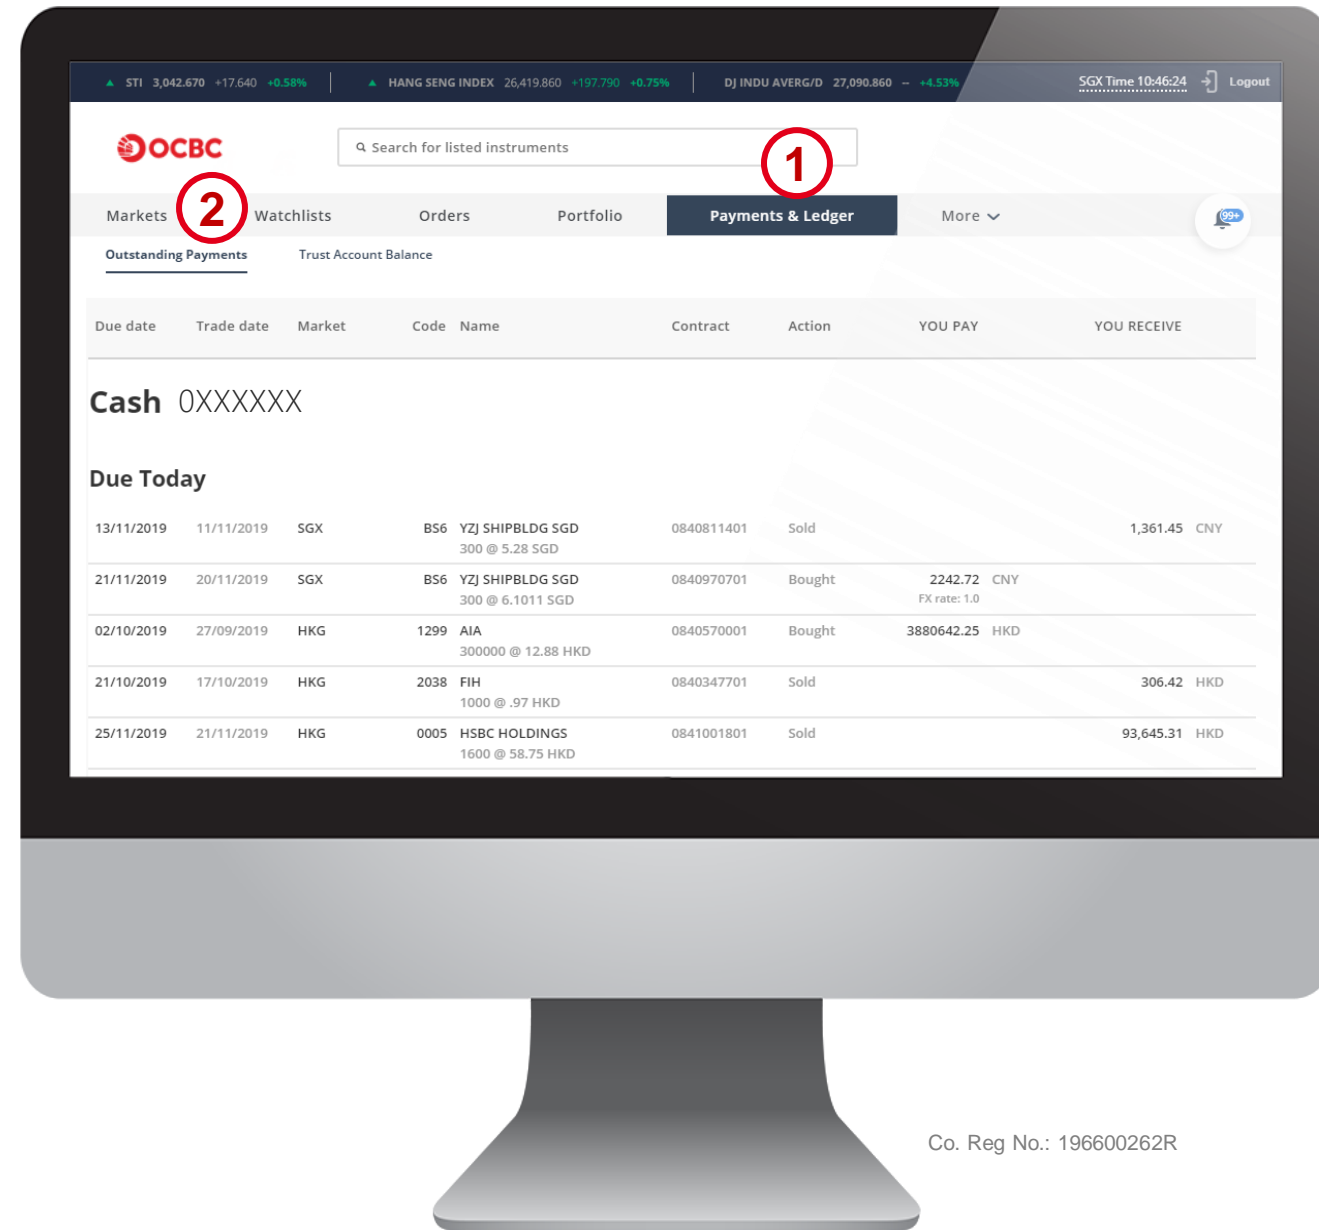 STI 3,042.670 +17.640 +0.58% HANG SENG INDEX 26,419.860 +197.790 +0.75% DJ INDU AVERG/D 27,090.860 -- +4.53% SGX Time 10:46:24 Logout
OCBC Search for listed instruments
1
2
Markets Watchlists Orders Portfolio Payments & Ledger More 99+
Outstanding Payments Trust Account Balance
Due date Trade date Market Code Name Contract Action YOU PAY YOU RECEIVE
Cash 0XXXXXX
Due Today
13/11/2019 11/11/2019 SGX BS6 YZJ SHIPBLDG SGD 0840811401 Sold 1,361.45 CNY
300 @ 5.28 SGD
21/11/2019 20/11/2019 SGX BS6 YZJ SHIPBLDG SGD 0840970701 Bought 2242.72 CNY
300 @ 6.1011 SGD FX rate: 1.0
02/10/2019 27/09/2019 HKG 1299 AIA 0840570001 Bought 3880642.25 HKD
300000 @ 12.88 HKD
21/10/2019 17/10/2019 HKG 2038 FIH 0840347701 Sold 306.42 HKD
1000 @ .97 HKD
25/11/2019 21/11/2019 HKG 0005 HSBC HOLDINGS 0841001801 Sold 93,645.31 HKD
1600 @ 58.75 HKD
Co. Reg No.: 196600262R